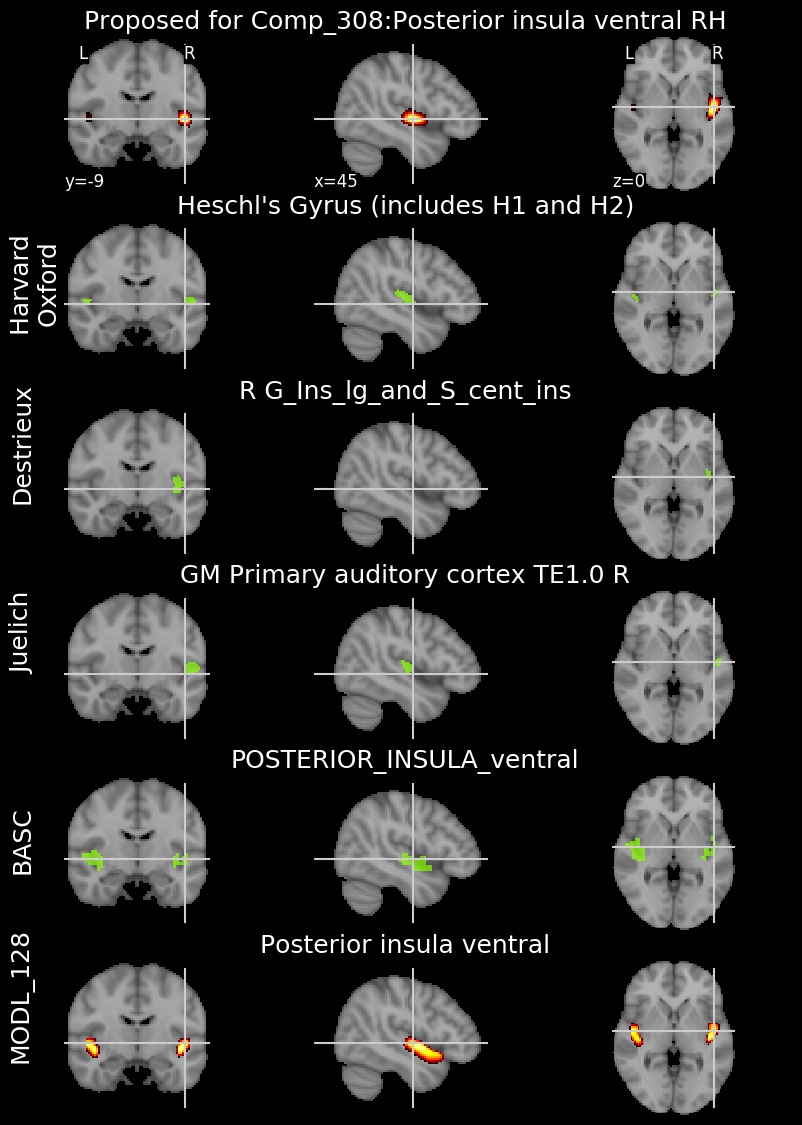 Proposed for Comp_308:Posterior insula ventral RH
L R L R
y=-9 x=45 z=0
Heschl's Gyrus (includes H1 and H2)
Harvard
Oxford
R G_Ins_lg_and_S_cent_ins
Destrieux
GM Primary auditory cortex TE1.0 R
Juelich
POSTERIOR_INSULA_ventral
BASC
Posterior insula ventral
MODL_128